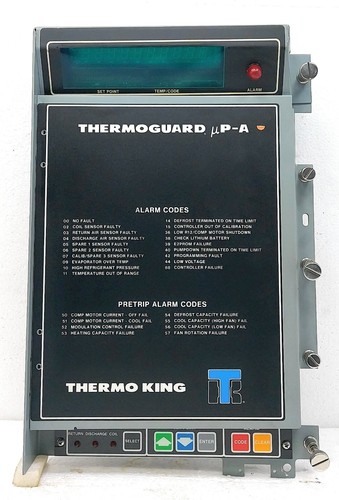 SET POINT TEMP/CODE ALARM
THERMOGUARD µP-A
ALARM CODES
00 NO FAULT
02 COIL SENSOR FAULTY
03 RETURN AIR SENSOR FAULTY
04 DISCHARGE AIR SENSOR FAULTY
05 SPARE 1 SENSOR FAULTY
06 SPARE 2 SENSOR FAULTY
07 CALIB/SPARE 3 SENSOR FAULTY
08 EVAPORATOR OVER TEMP
10 HIGH REFRIGERANT PRESSURE
11 TEMPERATURE OUT OF RANGE
14 DEFROST TERMINATED ON TIME LIMIT
15 CONTROLLER OUT OF CALIBRATION
36 LOW R12/COMP MOTOR SHUTDOWN
38 CHECK LITHIUM BATTERY
39 E2PROM FAILURE
40 PUMPDOWN TERMINATED ON TIME LIMIT
42 PROGRAMMING FAULT
44 LOW VOLTAGE
CONTROLLER FAILURE
PRETRIP ALARM CODES
50 COMP MOTOR CURRENT - OFF FAIL
51 COMP MOTOR CURRENT - COOL FAIL
52 MODULATION CONTROL FAILURE
53 HEATING CAPACITY FAILURE
54 DEFROST CAPACITY FAILURE
55 COOL CAPACITY (HIGH FAN) FAIL
56 COOL CAPACITY (LOW FAN) FAIL
57 FAN ROTATION FAILURE
THERMO KING
TK
RETURN DISCHARGE COIL
SELECT ENTER CODE CLEAR